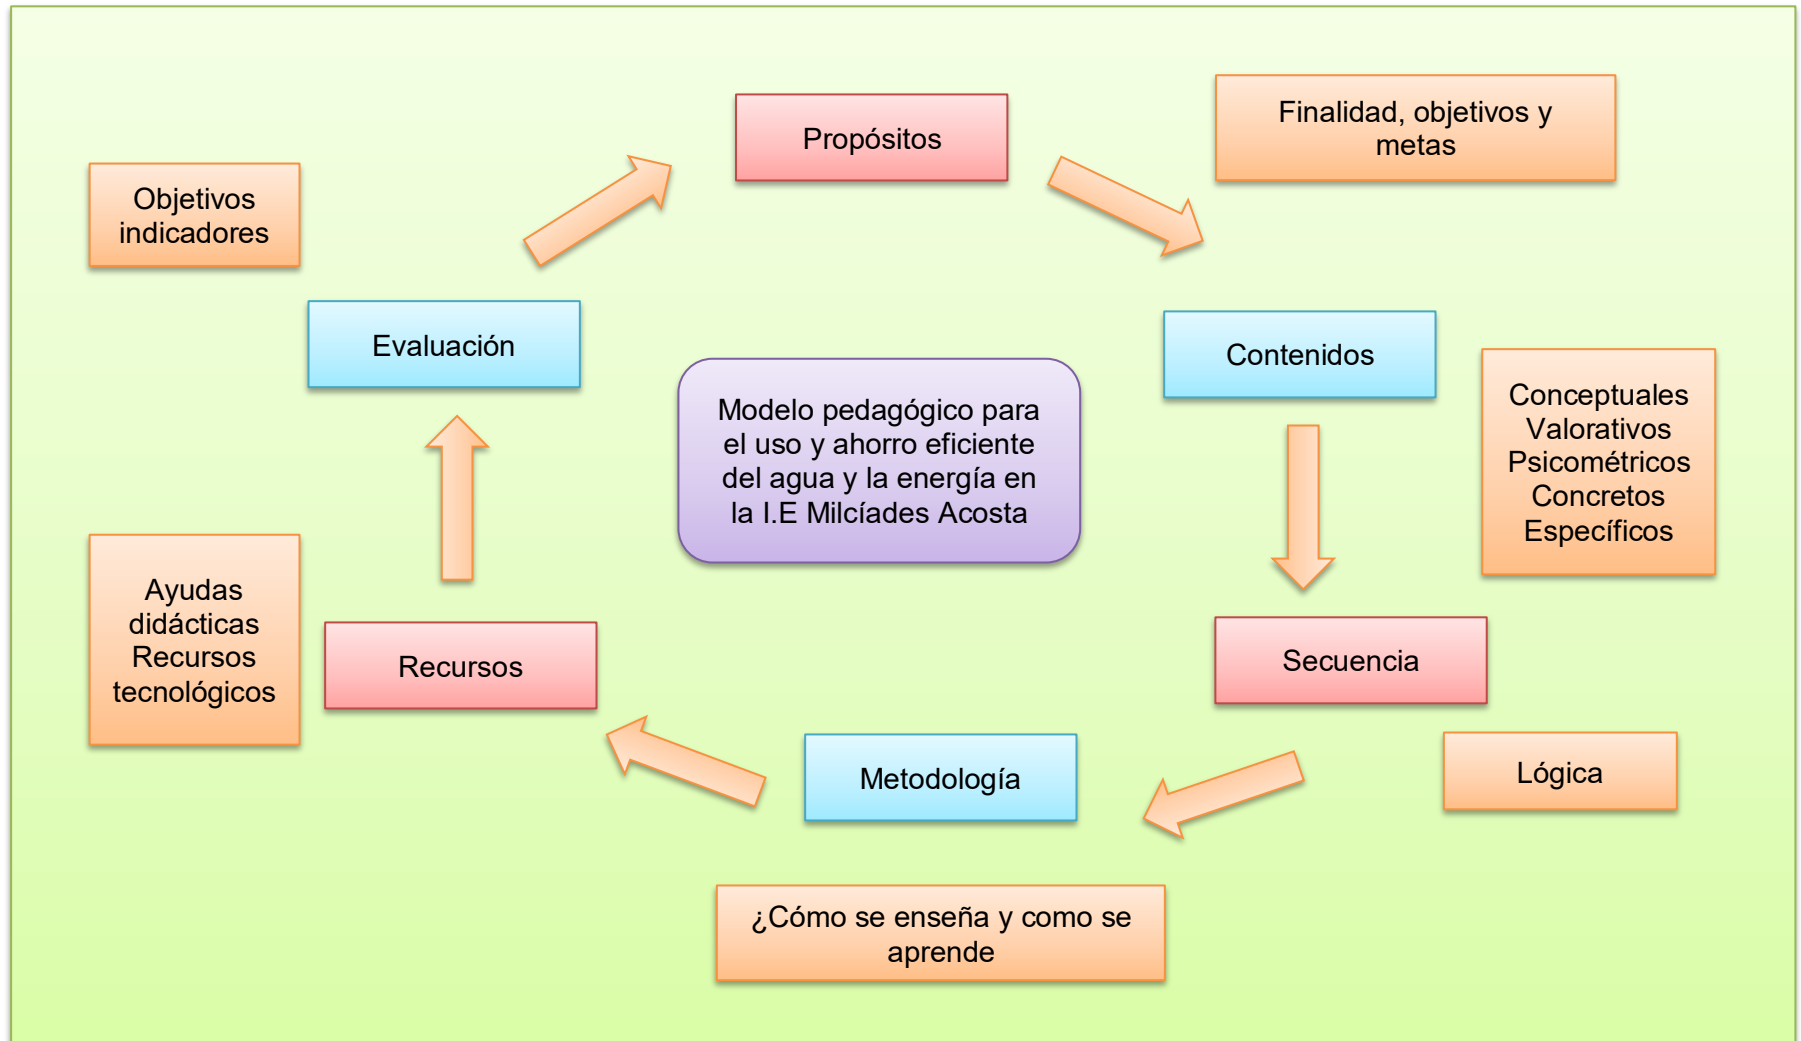 Propósitos
Finalidad, objetivos y
metas
Objetivos
indicadores
Evaluación
Contenidos
Modelo pedagógico para
el uso y ahorro eficiente
del agua y la energía en
la I.E Milcíades Acosta
Conceptuales
Valorativos
Psicométricos
Concretos
Específicos
Ayudas
didácticas
Recursos
tecnológicos
Recursos
Secuencia
Metodología
Lógica
¿Cómo se enseña y como se
aprende